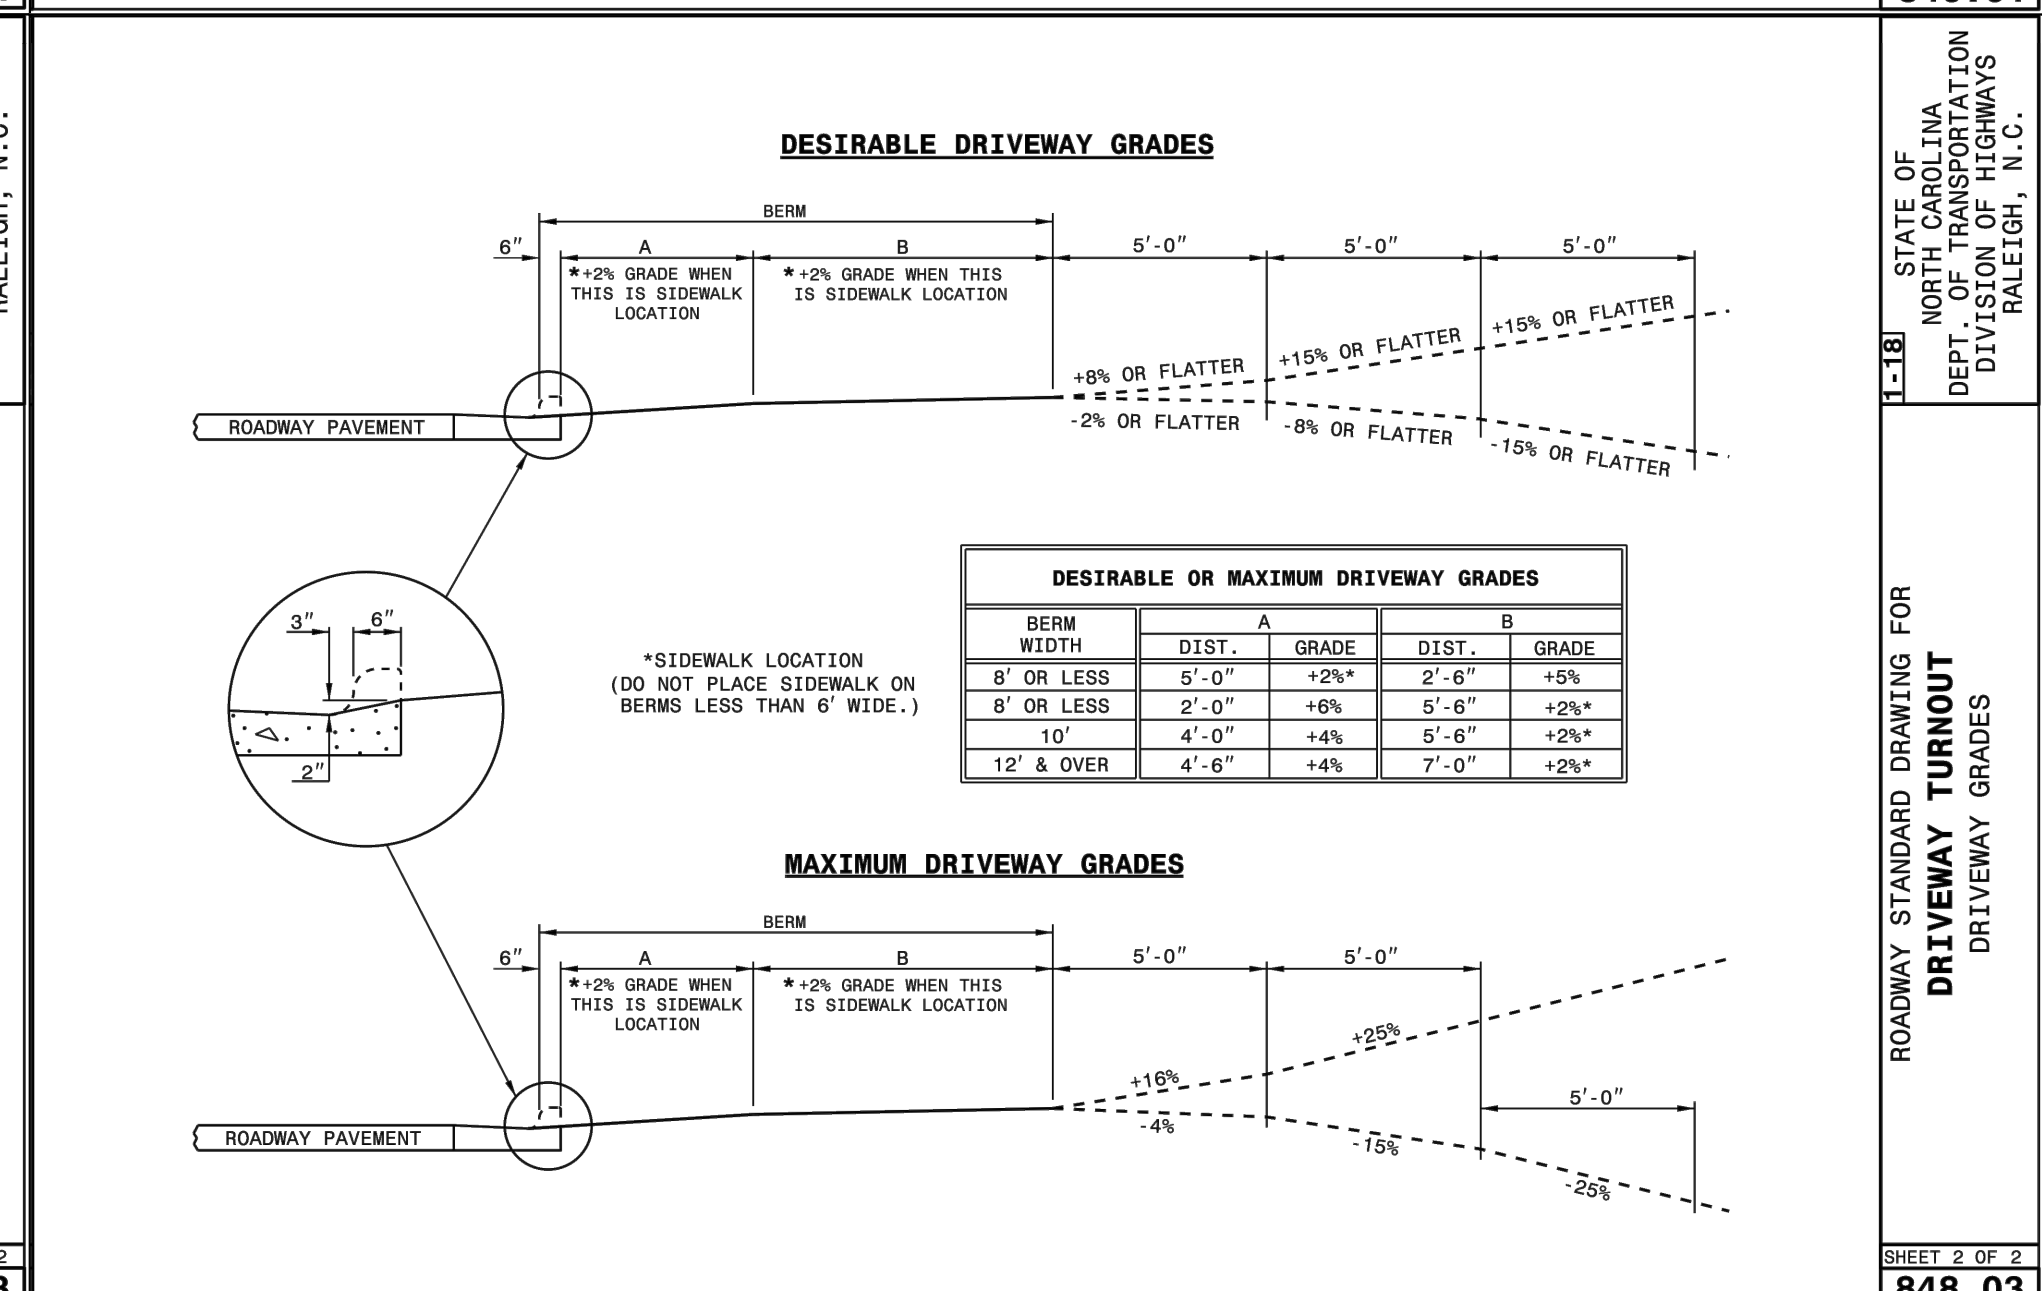 DESIRABLE DRIVEWAY GRADES
BERM
6" A B 5'-0" 5'-0" 5'-0"
*+2% GRADE WHEN
THIS IS SIDEWALK
LOCATION
*+2% GRADE WHEN THIS
IS SIDEWALK LOCATION
+8% OR FLATTER
+15% OR FLATTER
+15% OR FLATTER
-2% OR FLATTER
-8% OR FLATTER
-15% OR FLATTER
ROADWAY PAVEMENT
3" 6"
2"
*SIDEWALK LOCATION
(DO NOT PLACE SIDEWALK ON
BERMS LESS THAN 6' WIDE.)
DESIRABLE OR MAXIMUM DRIVEWAY GRADES
BERM
WIDTH
A B
DIST. GRADE DIST. GRADE
8' OR LESS 5'-0" +2%* 2'-6" +5%
8' OR LESS 2'-0" +6% 5'-6" +2%*
10' 4'-0" +4% 5'-6" +2%*
12' & OVER 4'-6" +4% 7'-0" +2%*
MAXIMUM DRIVEWAY GRADES
BERM
6" A B 5'-0" 5'-0"
*+2% GRADE WHEN
THIS IS SIDEWALK
LOCATION
*+2% GRADE WHEN THIS
IS SIDEWALK LOCATION
+16%
+25%
-4%
-15%
5'-0"
-25%
ROADWAY PAVEMENT
1-18
STATE OF
NORTH CAROLINA
DEPT. OF TRANSPORTATION
DIVISION OF HIGHWAYS
RALEIGH, N.C.
ROADWAY STANDARD DRAWING FOR
DRIVEWAY TURNOUT
DRIVEWAY GRADES
SHEET 2 OF 2
848.03
RALEIGH, N.C.
2